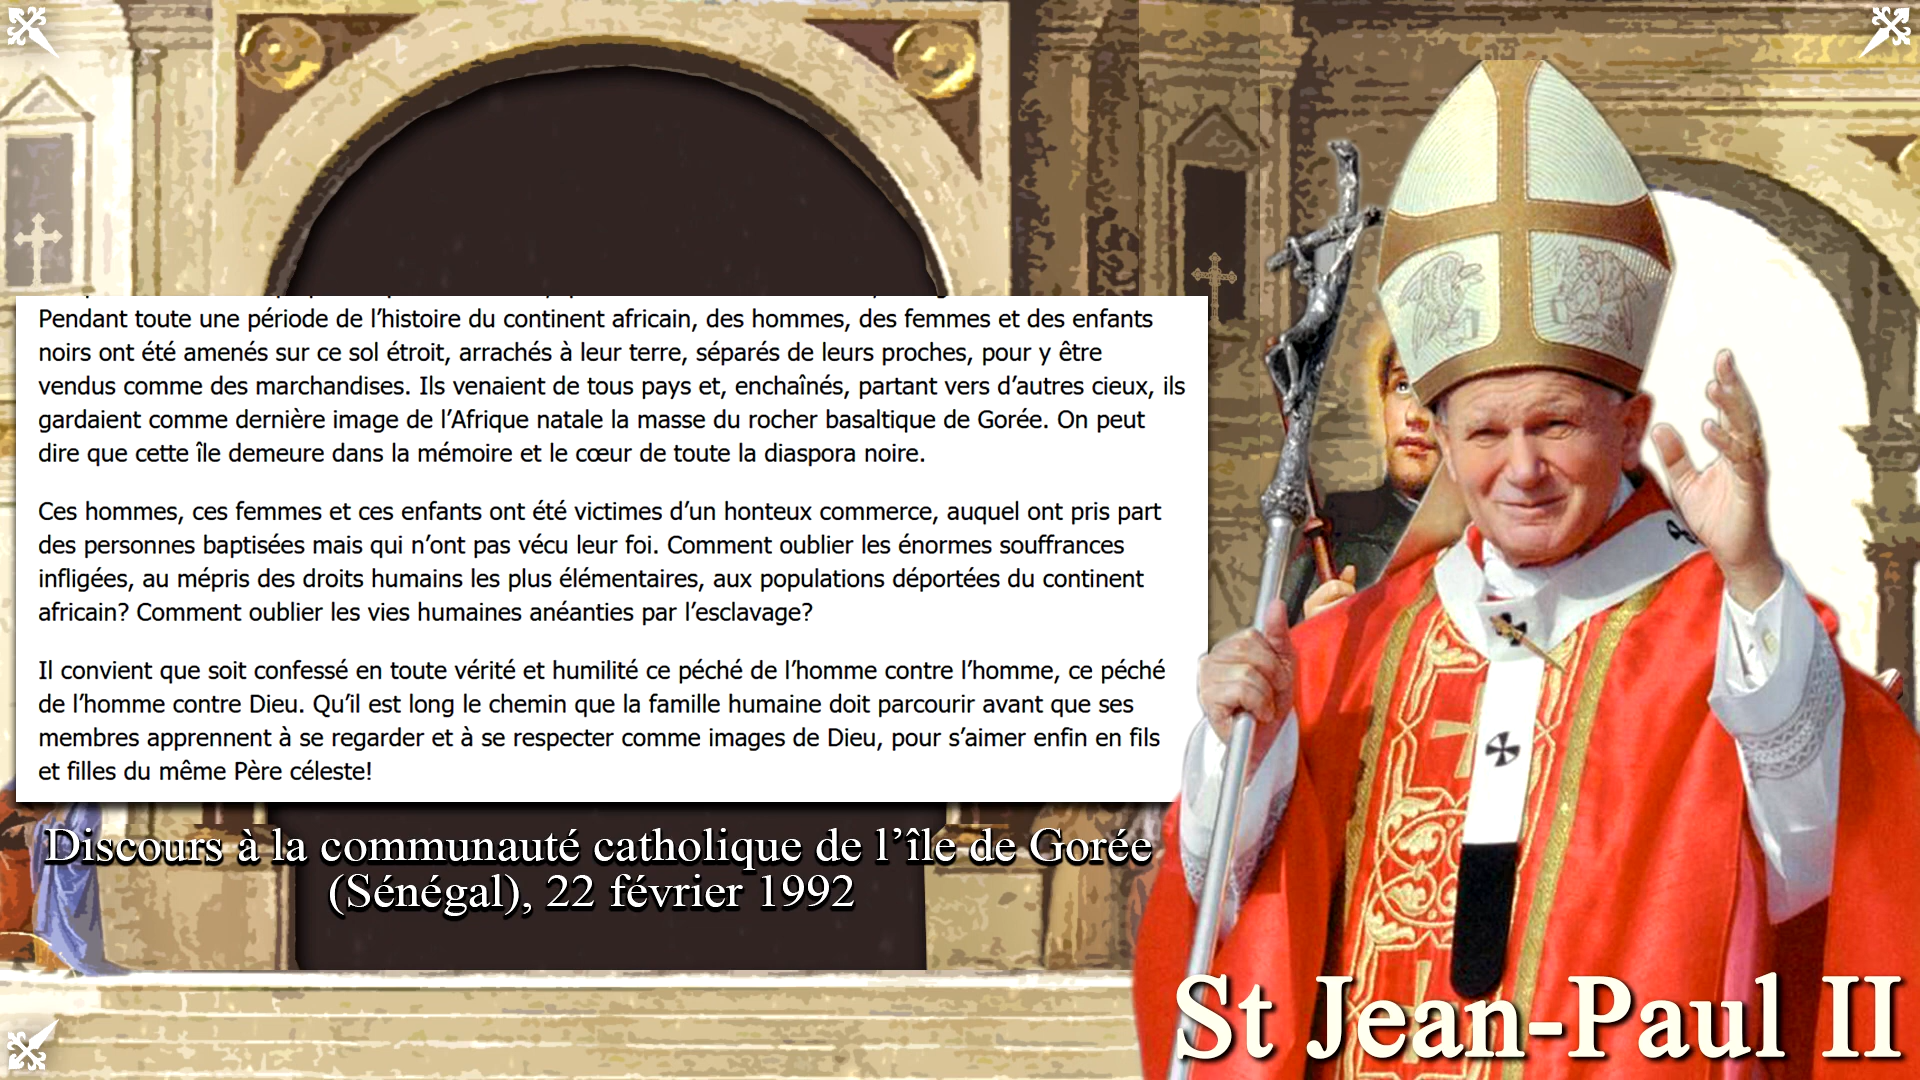 Pendant toute une période de l’histoire du continent africain, des hommes, des femmes et des enfants
noirs ont été amenés sur ce sol étroit, arrachés à leur terre, séparés de leurs proches, pour y être
vendus comme des marchandises. Ils venaient de tous pays et, enchaînés, partant vers d’autres cieux, ils
gardaient comme dernière image de l’Afrique natale la masse du rocher basaltique de Gorée. On peut
dire que cette île demeure dans la mémoire et le cœur de toute la diaspora noire.
Ces hommes, ces femmes et ces enfants ont été victimes d’un honteux commerce, auquel ont pris part
des personnes baptisées mais qui n’ont pas vécu leur foi. Comment oublier les énormes souffrances
infligées, au mépris des droits humains les plus élémentaires, aux populations déportées du continent
africain? Comment oublier les vies humaines anéanties par l’esclavage?
Il convient que soit confessé en toute vérité et humilité ce péché de l’homme contre l’homme, ce péché
de l’homme contre Dieu. Qu’il est long le chemin que la famille humaine doit parcourir avant que ses
membres apprennent à se regarder et à se respecter comme images de Dieu, pour s’aimer enfin en fils
et filles du même Père céleste!
Discours à la communauté catholique de l’île de Gorée
(Sénégal), 22 février 1992
St Jean-Paul II